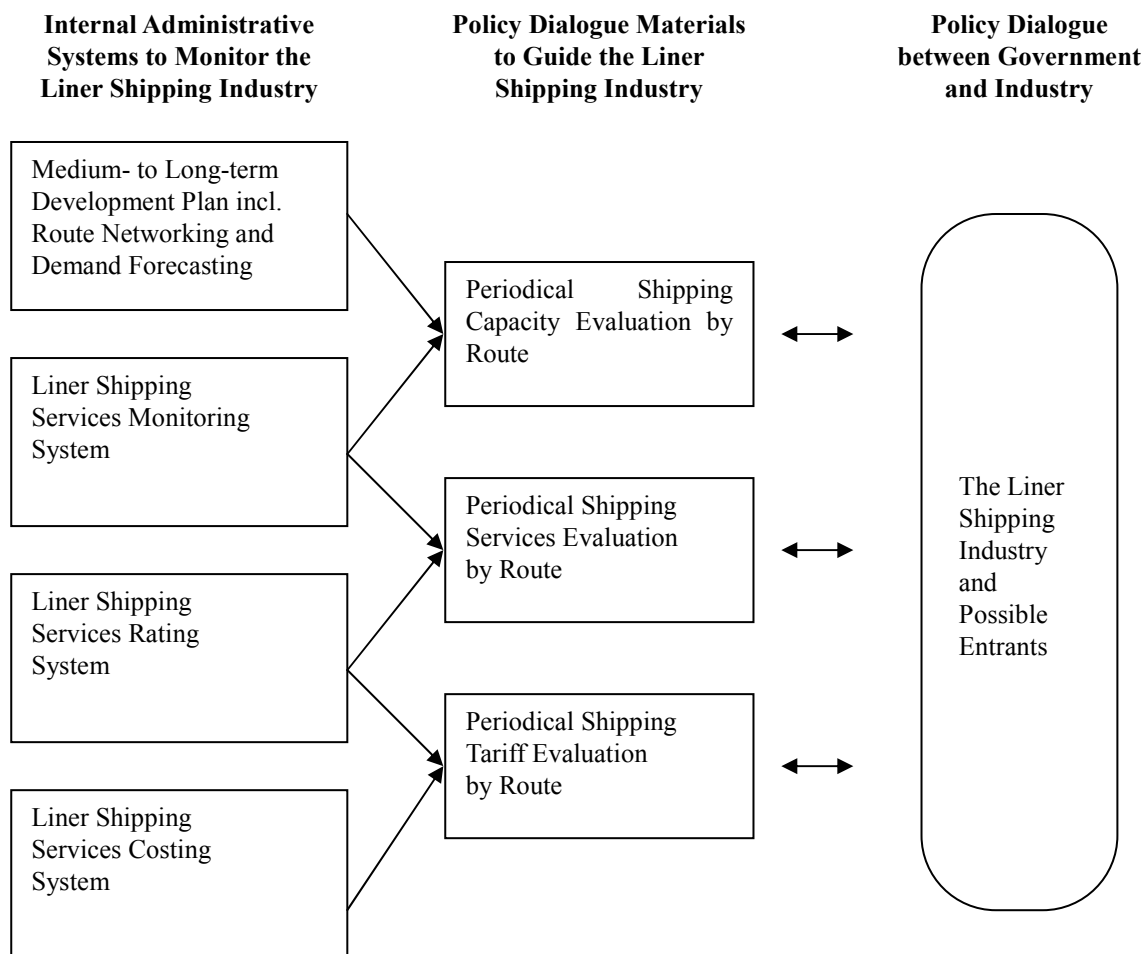 Internal Administrative
Systems to Monitor the
Liner Shipping Industry
Policy Dialogue Materials
to Guide the Liner
Shipping Industry
Policy Dialogue
between Government
and Industry
Medium- to Long-term
Development Plan incl.
Route Networking and
Demand Forecasting
Liner Shipping
Services Monitoring
System
Liner Shipping
Services Rating
System
Liner Shipping
Services Costing
System
Periodical Shipping
Capacity Evaluation by
Route
Periodical Shipping
Services Evaluation
by Route
Periodical Shipping
Tariff Evaluation
by Route
The Liner
Shipping
Industry
and
Possible
Entrants